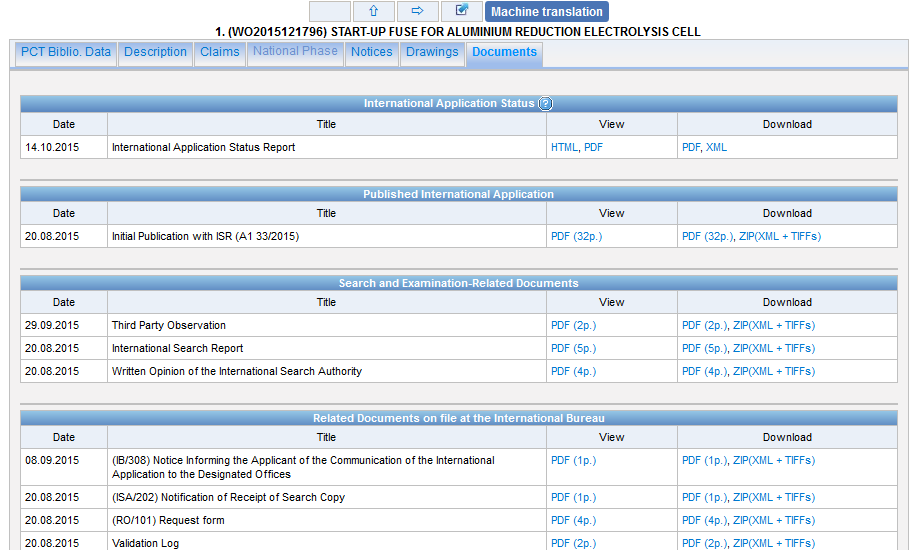 Machine translation
1. (WO2015121796) START-UP FUSE FOR ALUMINIUM REDUCTION ELECTROLYSIS CELL
PCT Biblio. Data Description Claims National Phase Notices Drawings Documents
International Application Status ?
Date Title View Download
14.10.2015 International Application Status Report HTML, PDF PDF, XML
Published International Application
Date Title View Download
20.08.2015 Initial Publication with ISR (A1 33/2015) PDF (32p.) PDF (32p.), ZIP(XML + TIFFs)
Search and Examination-Related Documents
Date Title View Download
29.09.2015 Third Party Observation PDF (2p.) PDF (2p.), ZIP(XML + TIFFs)
20.08.2015 International Search Report PDF (5p.) PDF (5p.), ZIP(XML + TIFFs)
20.08.2015 Written Opinion of the International Search Authority PDF (4p.) PDF (4p.), ZIP(XML + TIFFs)
Related Documents on file at the International Bureau
Date Title View Download
08.09.2015 (IB/308) Notice Informing the Applicant of the Communication of the International PDF (1p.) PDF (1p.), ZIP(XML + TIFFs)
Application to the Designated Offices
20.08.2015 (ISA/202) Notification of Receipt of Search Copy PDF (1p.) PDF (1p.), ZIP(XML + TIFFs)
20.08.2015 (RO/101) Request form PDF (4p.) PDF (4p.), ZIP(XML + TIFFs)
20.08.2015 Validation Log PDF (2p.) PDF (2p.), ZIP(XML + TIFFs)